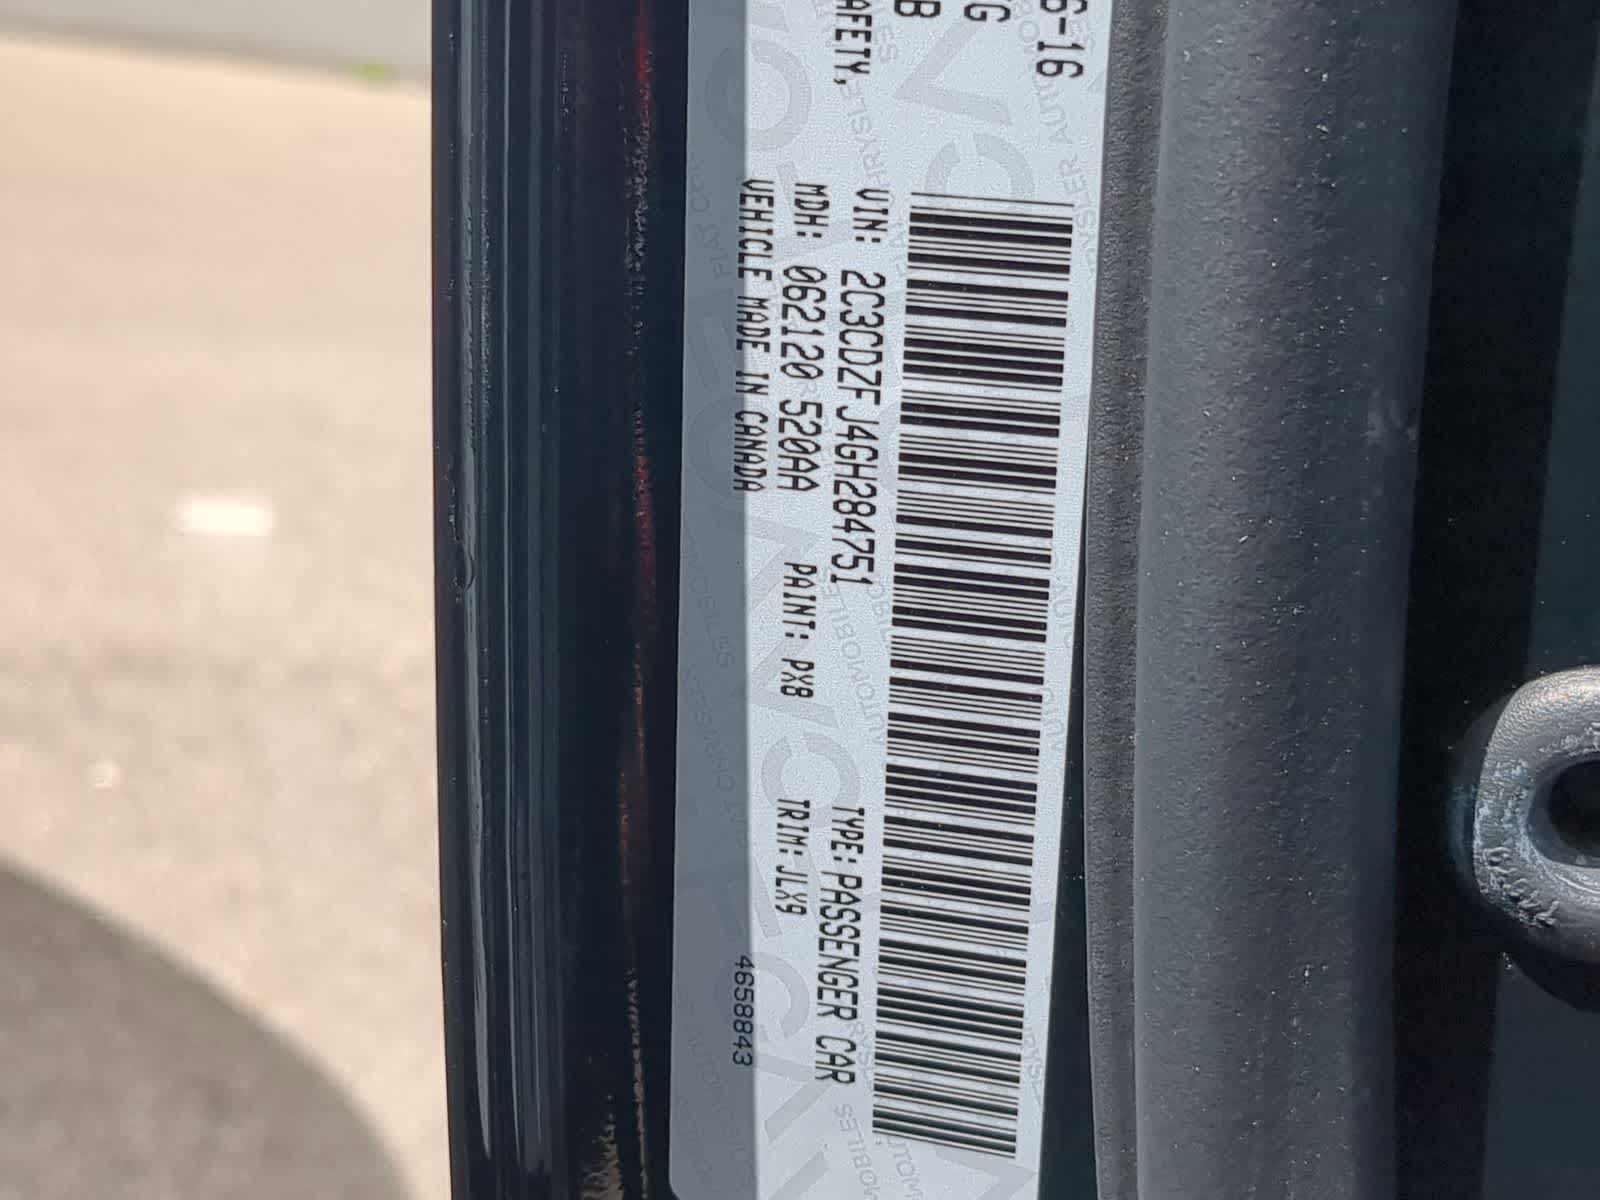 6-16
G
B
AFETY,
VIN: 2C3CDZFJ4GH284751 TYPE: PASSENGER CAR
MDH: 062120 520AA PAINT: PX8 TRIM: JLX9
VEHICLE MADE IN CANADA 4658843